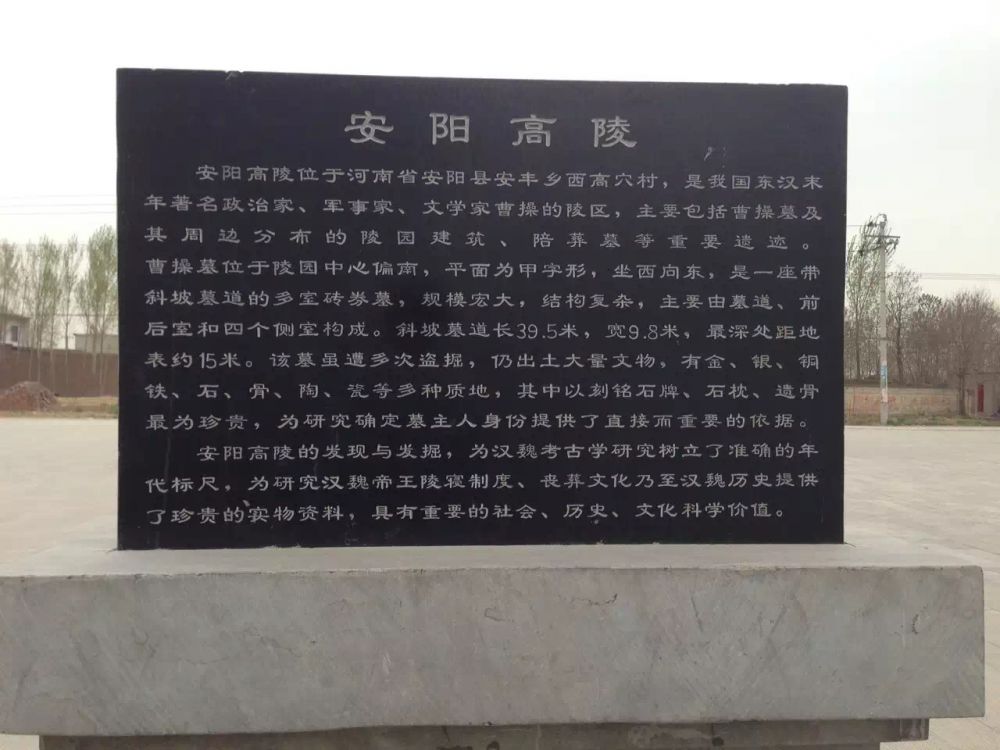 安阳高陵
安阳高陵位于河南省安阳县安丰乡西高穴村，是我国东汉末
年著名政治家、军事家、文学家曹操的陵区，主要包括曹操墓及
其周边分布的陵园建筑、陪葬墓等重要遗迹。
曹操墓位于陵园中心偏南，平面为甲字形，坐西向东，是一座带
斜坡墓道的多室砖券墓，规模宏大，结构复杂，主要由墓道、前
后室和四个侧室构成。斜坡墓道长39.5米，宽9.8米，最深处距地
表约15米。该墓虽遭多次盗掘，仍出土大量文物，有金、银、铜
铁、石、骨、陶、瓷等多种质地，其中以刻铭石牌、石枕、遗骨
最为珍贵，为研究确定墓主人身份提供了直接而重要的依据。
安阳高陵的发现与发掘，为汉魏考古学研究树立了准确的年
代标尺，为研究汉魏帝王陵寝制度、丧葬文化乃至汉魏历史提供
了珍贵的实物资料，具有重要的社会、历史、文化科学价值。